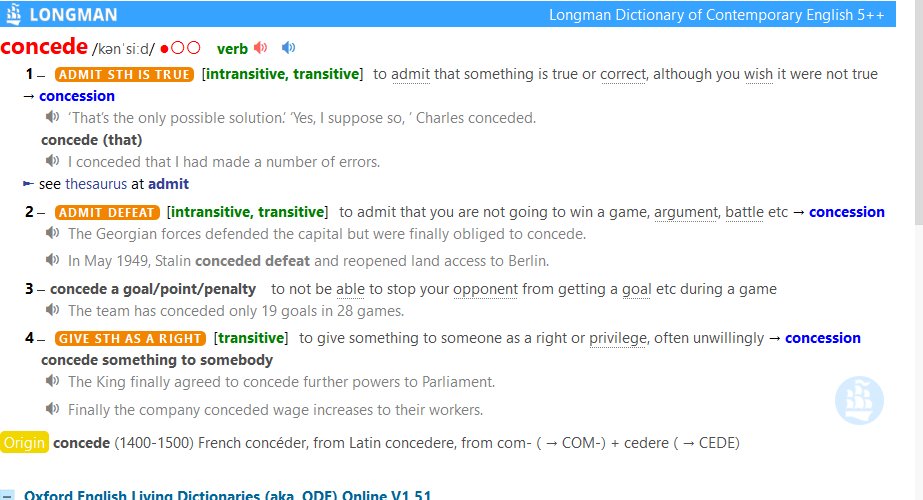 LONGMAN Longman Dictionary of Contemporary English 5++
concede /kənˈsiːd/ ●○○ verb
1 – ADMIT STH IS TRUE [intransitive, transitive] to admit that something is true or correct, although you wish it were not true
→ concession
‘That’s the only possible solution.’ ‘Yes, I suppose so, ’ Charles conceded.
concede (that)
I conceded that I had made a number of errors.
► see thesaurus at admit
2 – ADMIT DEFEAT [intransitive, transitive] to admit that you are not going to win a game, argument, battle etc → concession
The Georgian forces defended the capital but were finally obliged to concede.
In May 1949, Stalin conceded defeat and reopened land access to Berlin.
3 – concede a goal/point/penalty to not be able to stop your opponent from getting a goal etc during a game
The team has conceded only 19 goals in 28 games.
4 – GIVE STH AS A RIGHT [transitive] to give something to someone as a right or privilege, often unwillingly → concession
concede something to somebody
The King finally agreed to concede further powers to Parliament.
Finally the company conceded wage increases to their workers.
Origin concede (1400-1500) French concéder, from Latin concedere, from com- ( → COM-) + cedere ( → CEDE)
– Oxford English Living Dictionaries (aka. ODE) Online V1.51